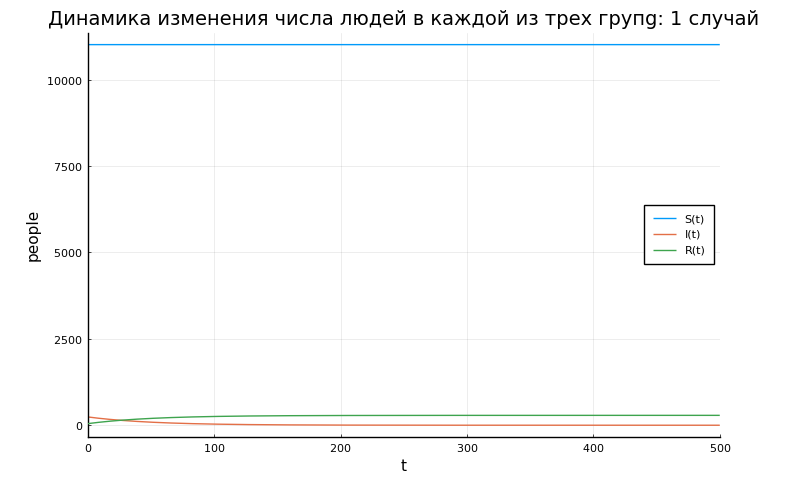 Динамика изменения числа людей в каждой из трех групg: 1 случай
people
10000
7500
5000
2500
0
S(t)
I(t)
R(t)
0 100 200 300 400 500
t